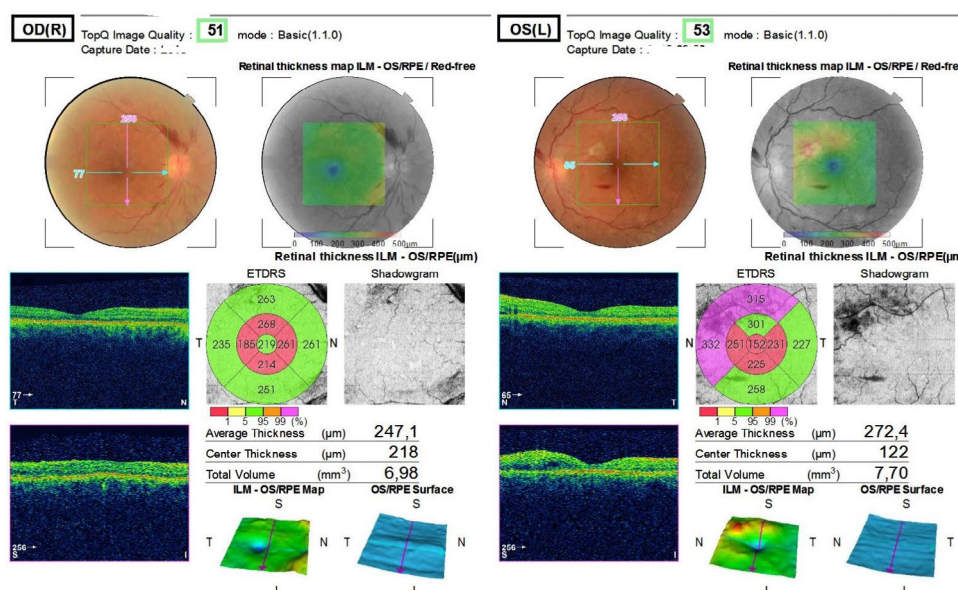 OD(R) TopQ Image Quality : 51 mode : Basic(1.1.0)
Capture Date :
Retinal thickness map ILM - OS/RPE / Red-free
256
77
0 100 200 300 400 500μm
Retinal thickness ILM - OS/RPE(μm)
ETDRS Shadowgram
263
268
T 235 185 219 261 261 N
214
251
77
T N
1 5 95 99 (%)
Average Thickness (μm) 247,1
Center Thickness (μm) 218
Total Volume (mm³) 6,98
ILM - OS/RPE Map OS/RPE Surface
S S
T N T N
256
S I
OS(L) TopQ Image Quality : 53 mode : Basic(1.1.0)
Capture Date :
Retinal thickness map ILM - OS/RPE / Red-fre
256
65
0 100 200 300 400 500μm
Retinal thickness ILM - OS/RPE(μm
ETDRS Shadowgram
315
301
N 332 251 152 231 227 T
225
258
65
N T
1 5 95 99 (%)
Average Thickness (μm) 272,4
Center Thickness (μm) 122
Total Volume (mm³) 7,70
ILM - OS/RPE Map OS/RPE Surface
S S
N T N T
256
S I